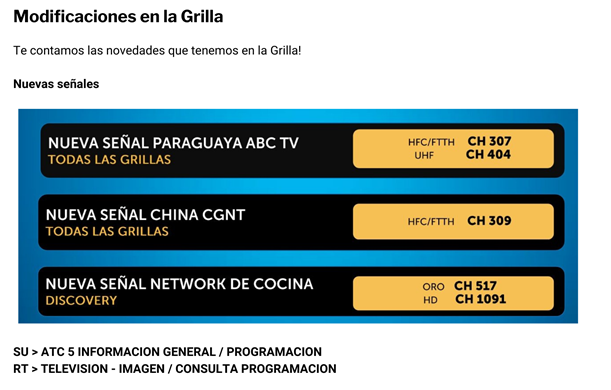 Modificaciones en la Grilla
Te contamos las novedades que tenemos en la Grilla!
Nuevas señales
NUEVA SEÑAL PARAGUAYA ABC TV
TODAS LAS GRILLAS
HFC/FTTH CH 307
UHF CH 404
NUEVA SEÑAL CHINA CGNT
TODAS LAS GRILLAS
HFC/FTTH CH 309
NUEVA SEÑAL NETWORK DE COCINA
DISCOVERY
ORO CH 517
HD CH 1091
SU > ATC 5 INFORMACION GENERAL / PROGRAMACION
RT > TELEVISION - IMAGEN / CONSULTA PROGRAMACION